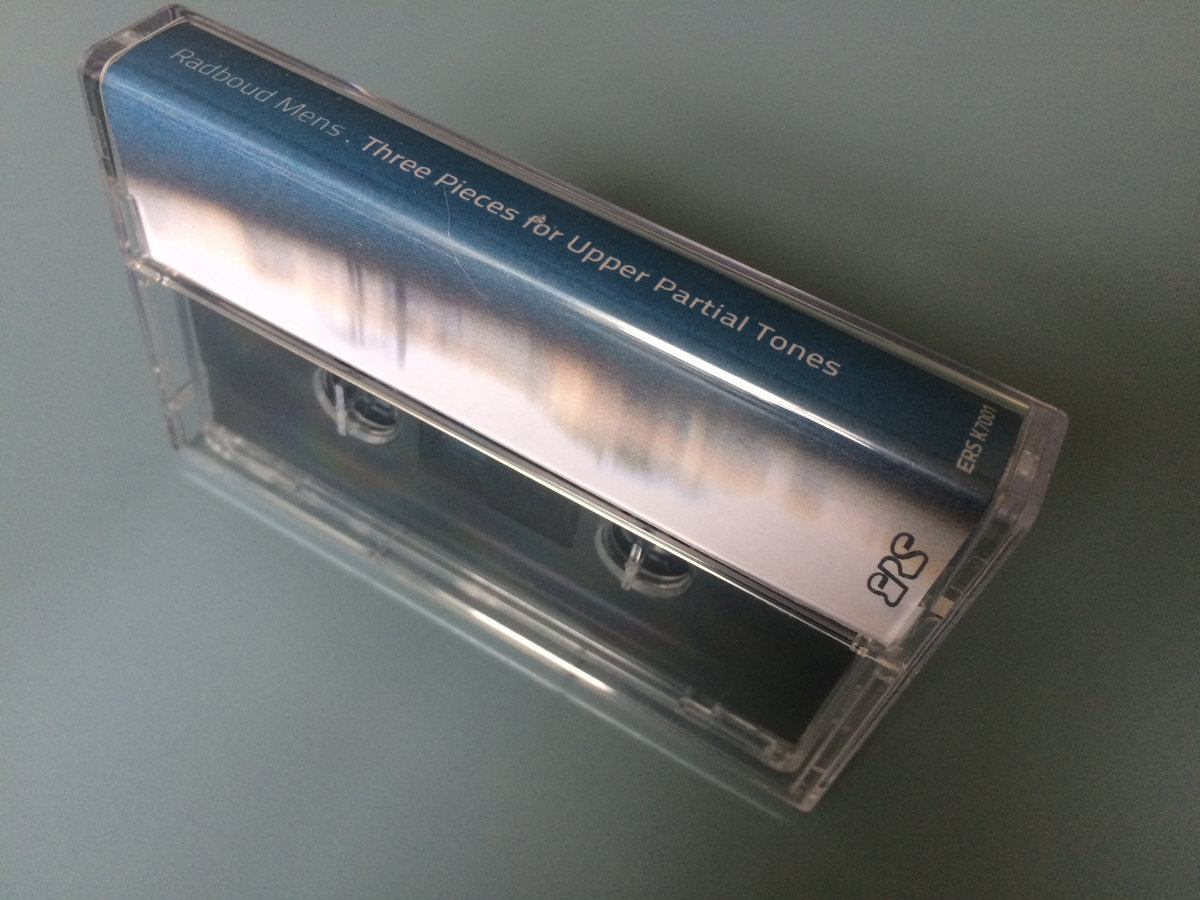 Radboud Mens . Three Pieces for Upper Partial Tones
ERS K7001
ERS